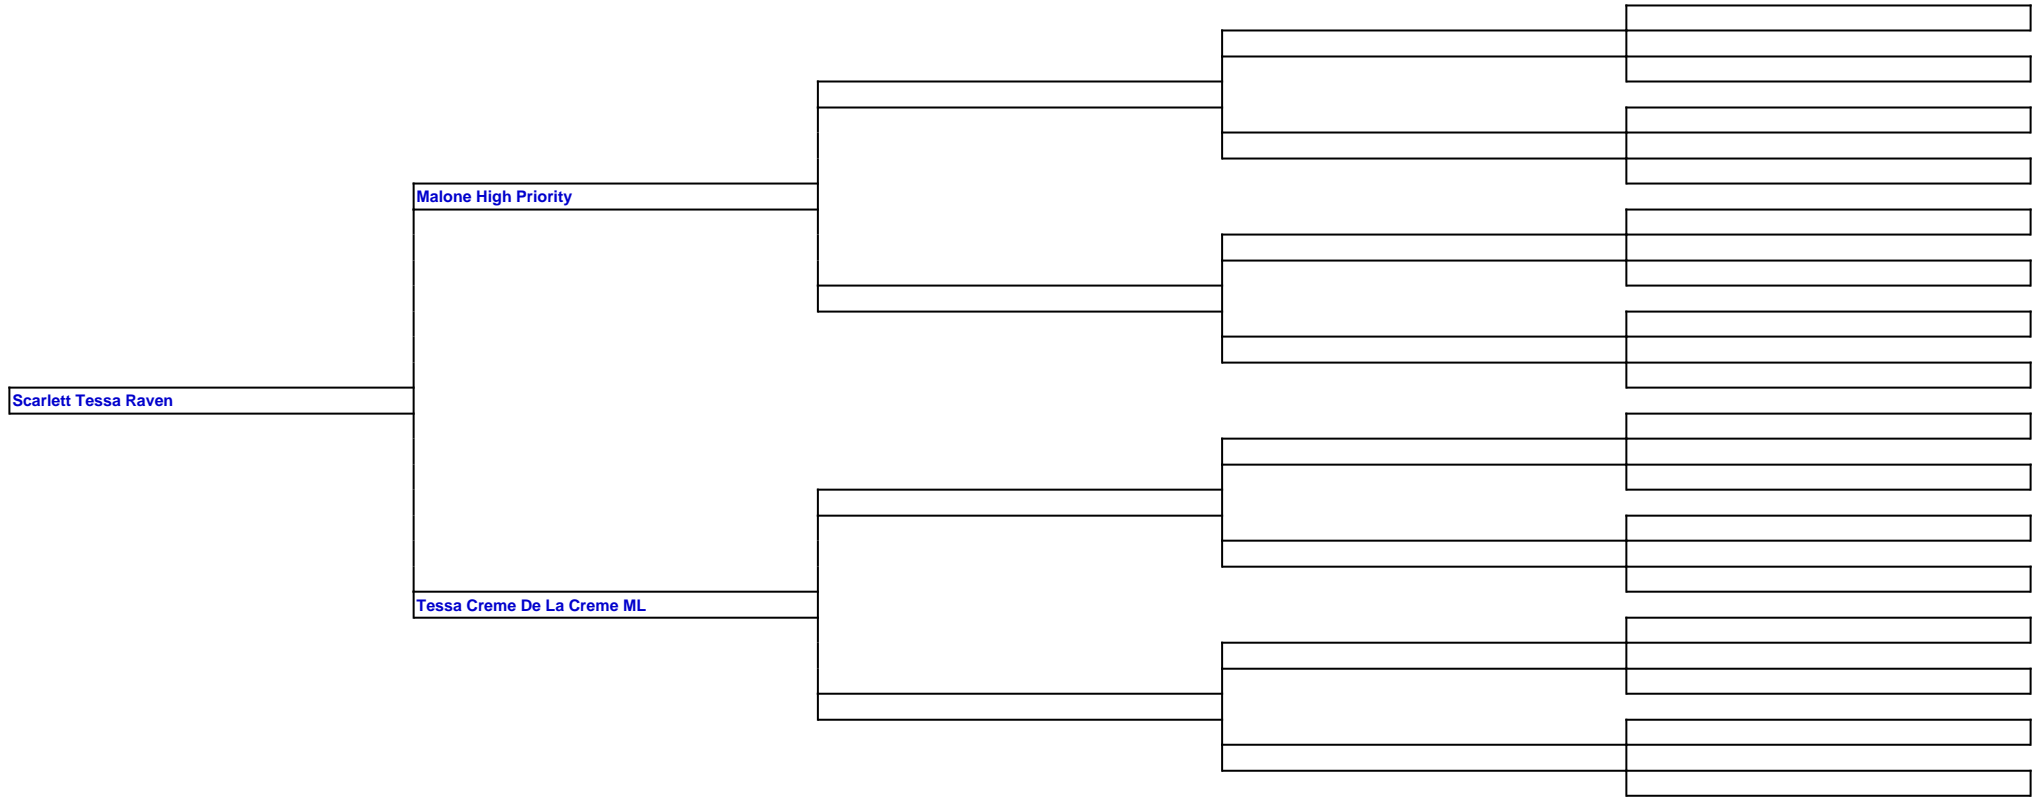 Malone High Priority
Scarlett Tessa Raven
Tessa Creme De La Creme ML